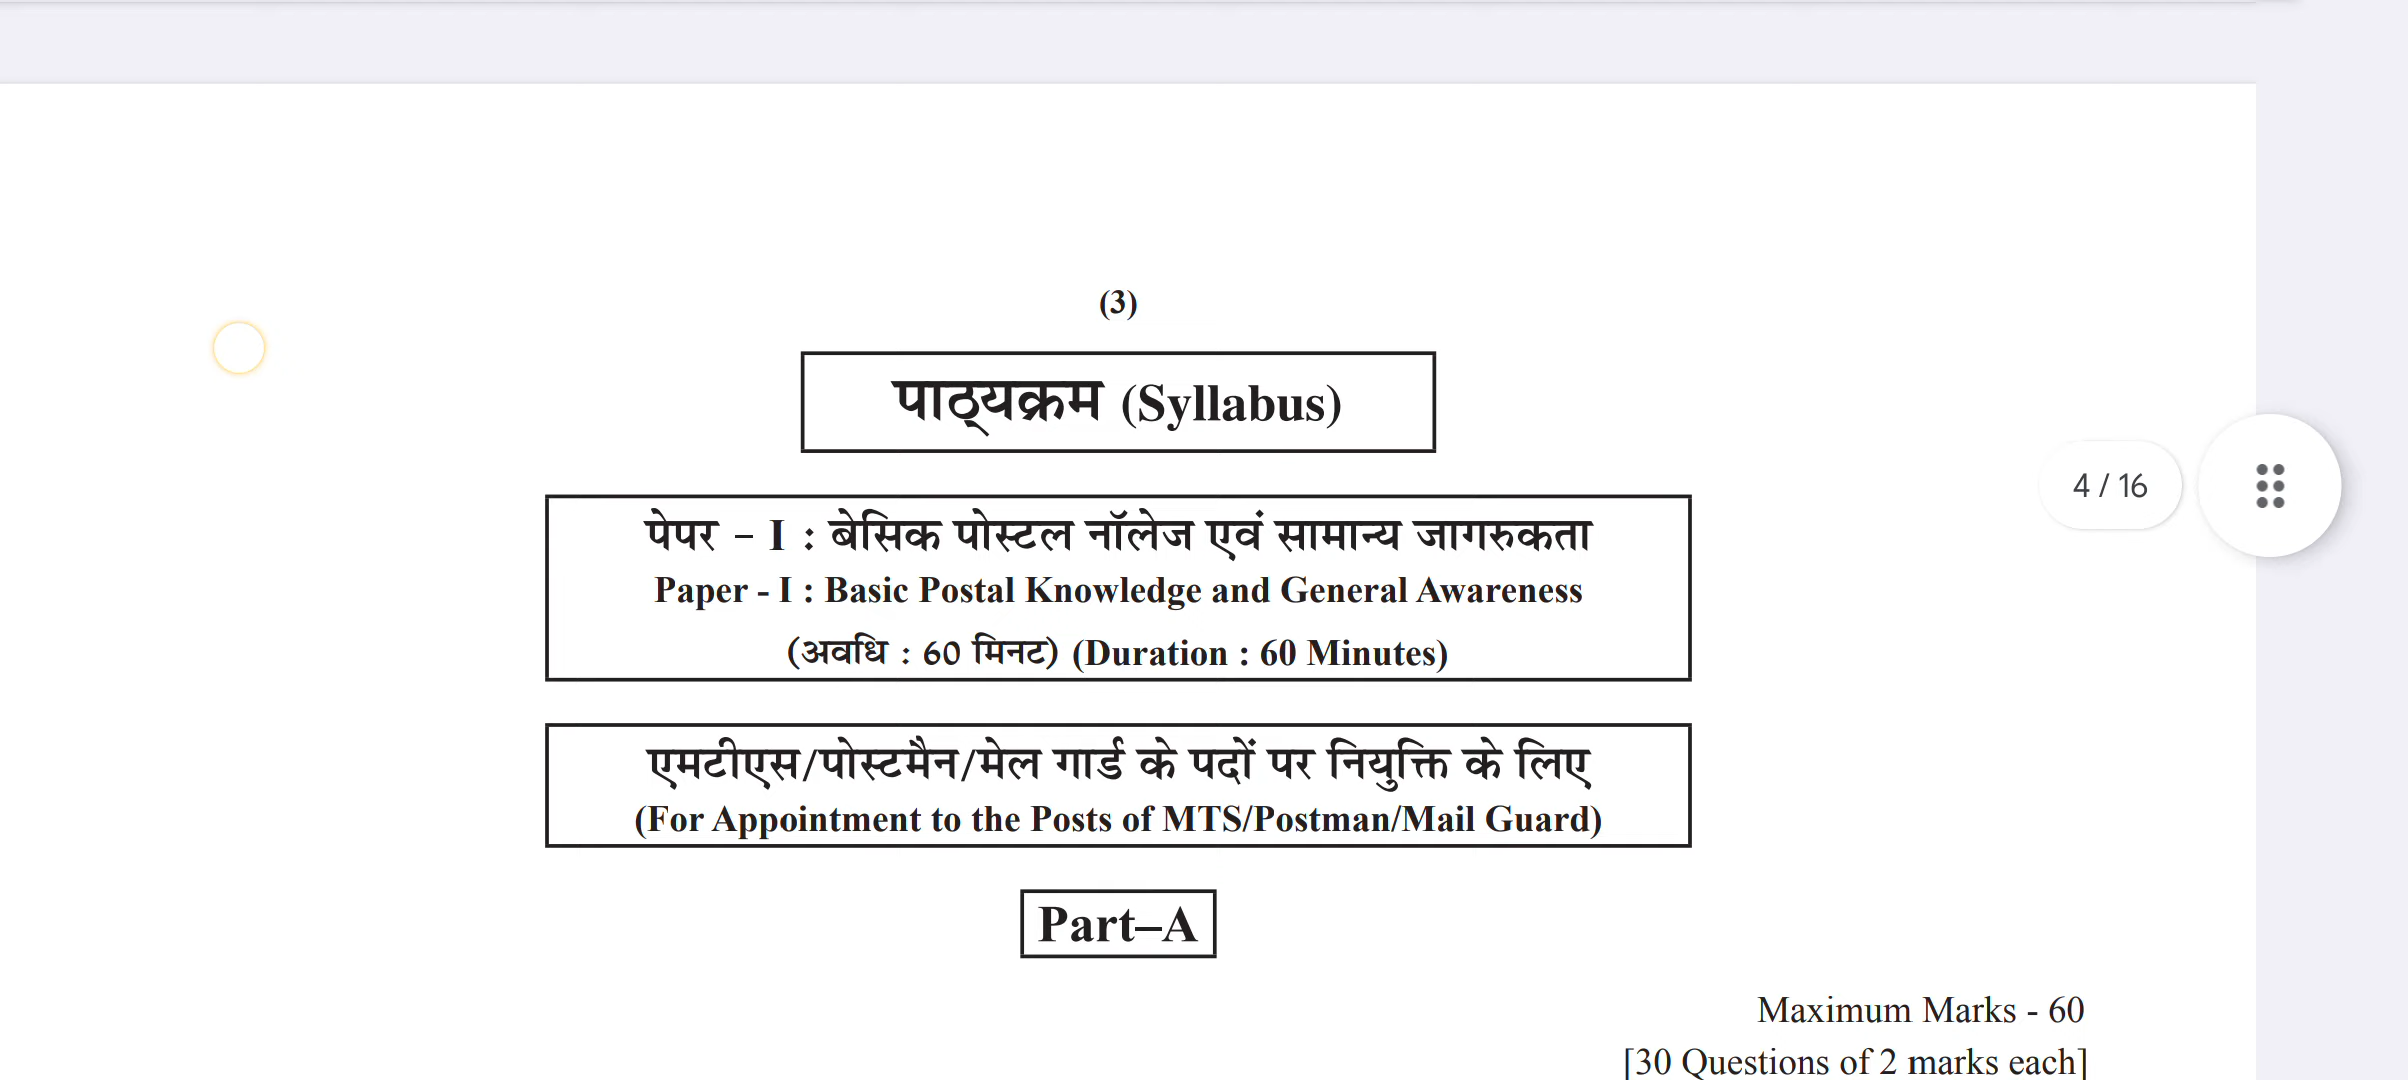 (3)
पाठ्यक्रम (Syllabus)
पेपर – I : बेसिक पोस्टल नॉलेज एवं सामान्य जागरुकता
Paper - I : Basic Postal Knowledge and General Awareness
(अवधि : 60 मिनट) (Duration : 60 Minutes)
4 / 16
एमटीएस/पोस्टमैन/मेल गार्ड के पदों पर नियुक्ति के लिए
(For Appointment to the Posts of MTS/Postman/Mail Guard)
Part–A
Maximum Marks - 60
[30 Questions of 2 marks each]